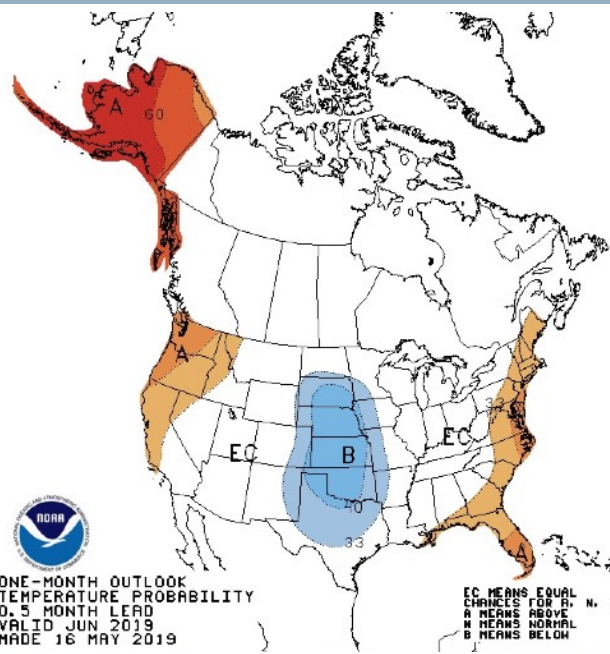 A
60
A
33
EC
EC
B
40
33
A
NOAA
ONE-MONTH OUTLOOK
TEMPERATURE PROBABILITY
0.5 MONTH LEAD
VALID JUN 2019
MADE 16 MAY 2019
EC MEANS EQUAL
CHANCES FOR A, N,
A MEANS ABOVE
N MEANS NORMAL
B MEANS BELOW